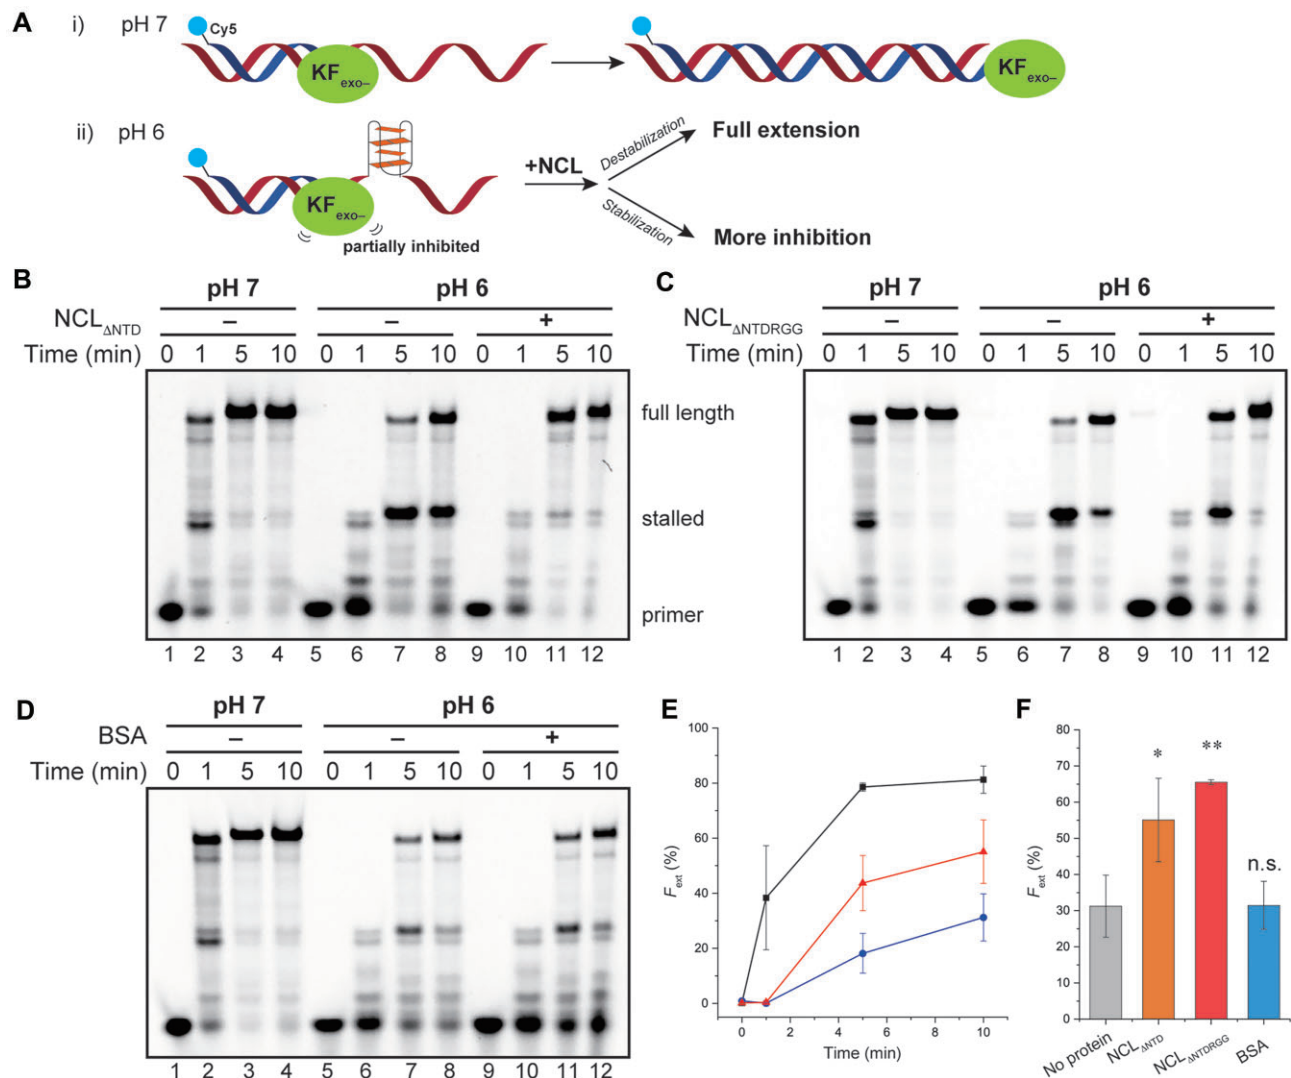 A
i) pH 7
Cy5
KFexo–
KFexo–
ii) pH 6
KFexo–
partially inhibited
+NCL
Destabilization
Full extension
Stabilization
More inhibition
B
pH 7 pH 6
NCLΔNTD – – +
Time (min) 0 1 5 10 0 1 5 10 0 1 5 10
full length
stalled
primer
1 2 3 4 5 6 7 8 9 10 11 12
C
pH 7 pH 6
NCLΔNTDRGG – – +
Time (min) 0 1 5 10 0 1 5 10 0 1 5 10
1 2 3 4 5 6 7 8 9 10 11 12
D
pH 7 pH 6
BSA – – +
Time (min) 0 1 5 10 0 1 5 10 0 1 5 10
1 2 3 4 5 6 7 8 9 10 11 12
E
Fext (%)
100
80
60
40
20
0
0 2 4 6 8 10
Time (min)
F
Fext (%)
80
70
60
50
40
30
20
10
0
* ** n.s.
No protein NCLΔNTD NCLΔNTDRGG BSA